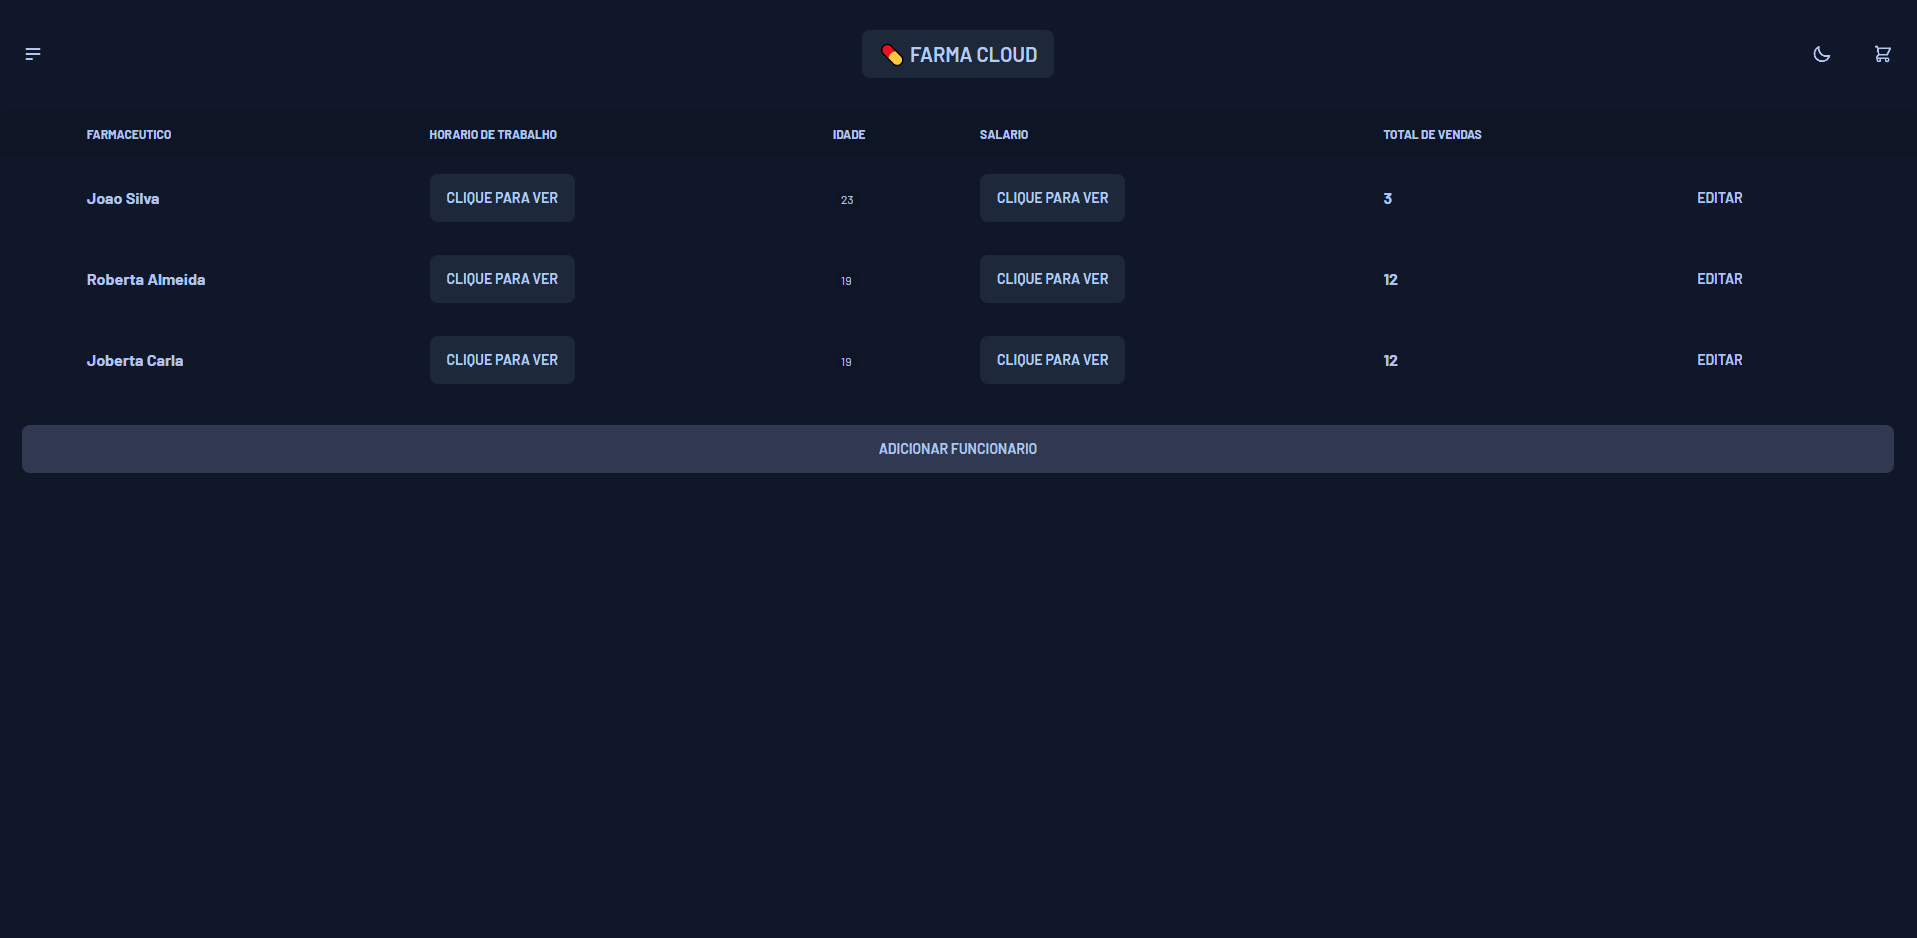 FARMA CLOUD
FARMACEUTICO HORARIO DE TRABALHO IDADE SALARIO TOTAL DE VENDAS
Joao Silva CLIQUE PARA VER 23 CLIQUE PARA VER 3 EDITAR
Roberta Almeida CLIQUE PARA VER 19 CLIQUE PARA VER 12 EDITAR
Joberta Carla CLIQUE PARA VER 19 CLIQUE PARA VER 12 EDITAR
ADICIONAR FUNCIONARIO